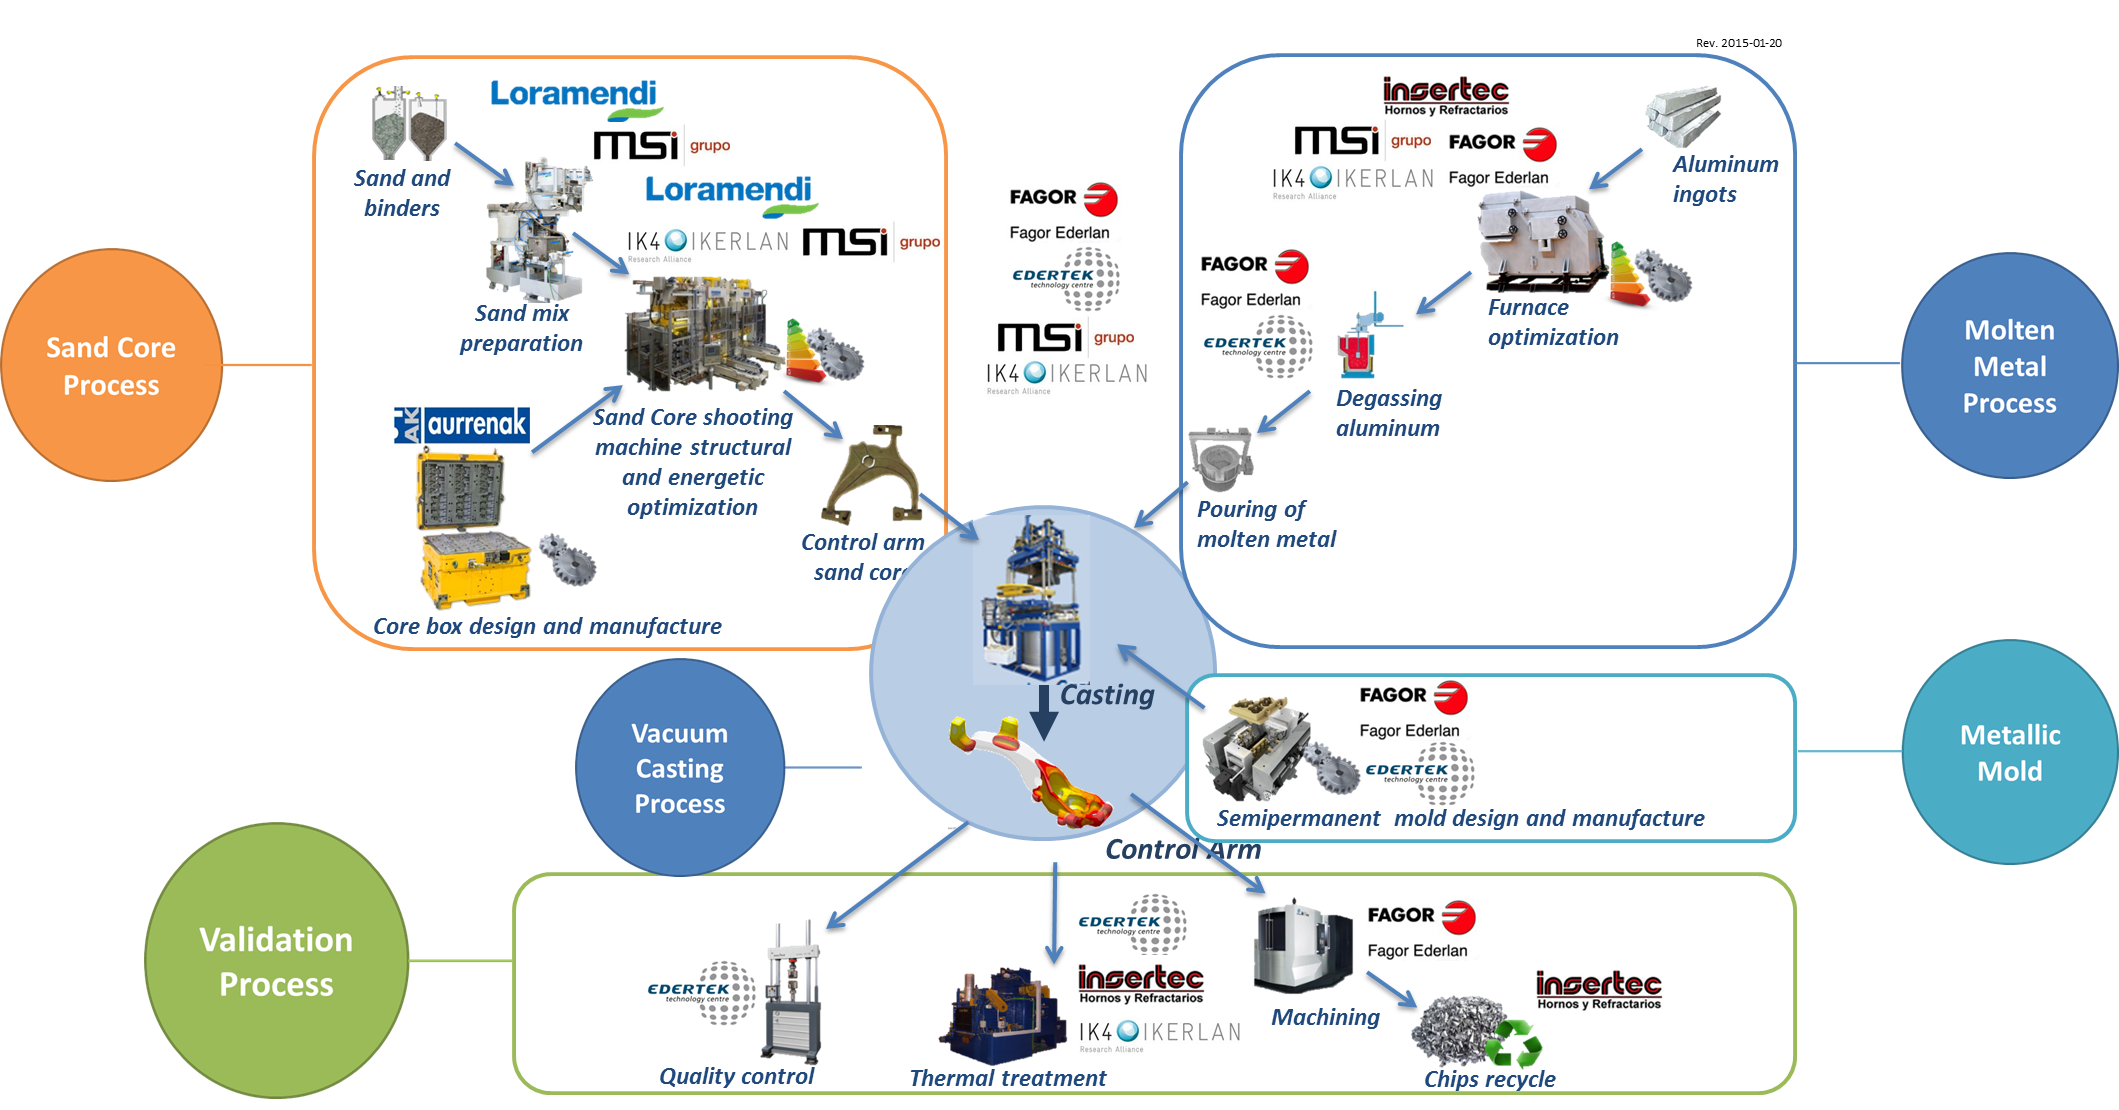 Rev. 2015-01-20
Loramendi
msi grupo
Sand and
binders
Loramendi
IK4 IKERLAN
Research Alliance
msi grupo
Sand mix
preparation
aurrenak
Sand Core shooting
machine structural
and energetic
optimization
Control arm
sand core
Core box design and manufacture
Sand Core
Process
FAGOR
Fagor Ederlan
EDERTEK
technology centre
msi grupo
IK4 IKERLAN
Research Alliance
insertec
Hornos y Refractarios
msi grupo
FAGOR
Fagor Ederlan
IK4 IKERLAN
Research Alliance
Aluminum
ingots
FAGOR
Fagor Ederlan
EDERTEK
technology centre
Furnace
optimization
Degassing
aluminum
Pouring of
molten metal
Molten
Metal
Process
Casting
Vacuum
Casting
Process
FAGOR
Fagor Ederlan
EDERTEK
technology centre
Semipermanent mold design and manufacture
Metallic
Mold
Control Arm
Validation
Process
EDERTEK
technology centre
Quality control
EDERTEK
technology centre
insertec
Hornos y Refractarios
IK4 IKERLAN
Research Alliance
Thermal treatment
FAGOR
Fagor Ederlan
Machining
insertec
Hornos y Refractarios
Chips recycle